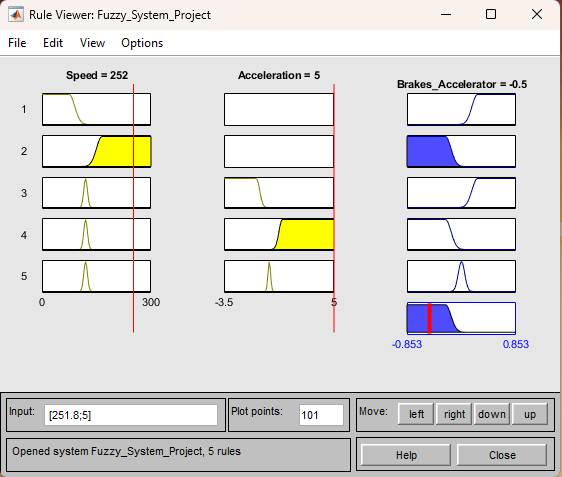 Rule Viewer: Fuzzy_System_Project
File Edit View Options
Speed = 252 Acceleration = 5 Brakes_Accelerator = -0.5
1
2
3
4
5
0 300 -3.5 5
-0.853 0.853
Input: [251.8;5] Plot points: 101 Move: left right down up
Opened system Fuzzy_System_Project, 5 rules Help Close